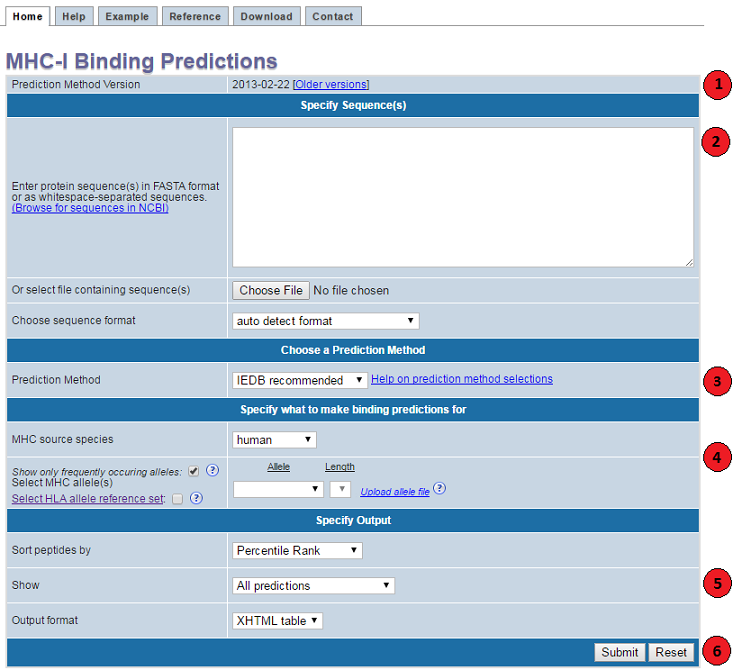 Home Help Example Reference Download Contact
MHC-I Binding Predictions
Prediction Method Version 2013-02-22 [Older versions] 1
Specify Sequence(s)
2
Enter protein sequence(s) in FASTA format
or as whitespace-separated sequences.
(Browse for sequences in NCBI)
Or select file containing sequence(s) Choose File No file chosen
Choose sequence format auto detect format
Choose a Prediction Method
Prediction Method IEDB recommended Help on prediction method selections 3
Specify what to make binding predictions for
MHC source species human
4
Show only frequently occuring alleles: ? Allele Length
Select MHC allele(s)
Upload allele file ?
Select HLA allele reference set: ?
Specify Output
Sort peptides by Percentile Rank
Show All predictions 5
Output format XHTML table
Submit Reset 6